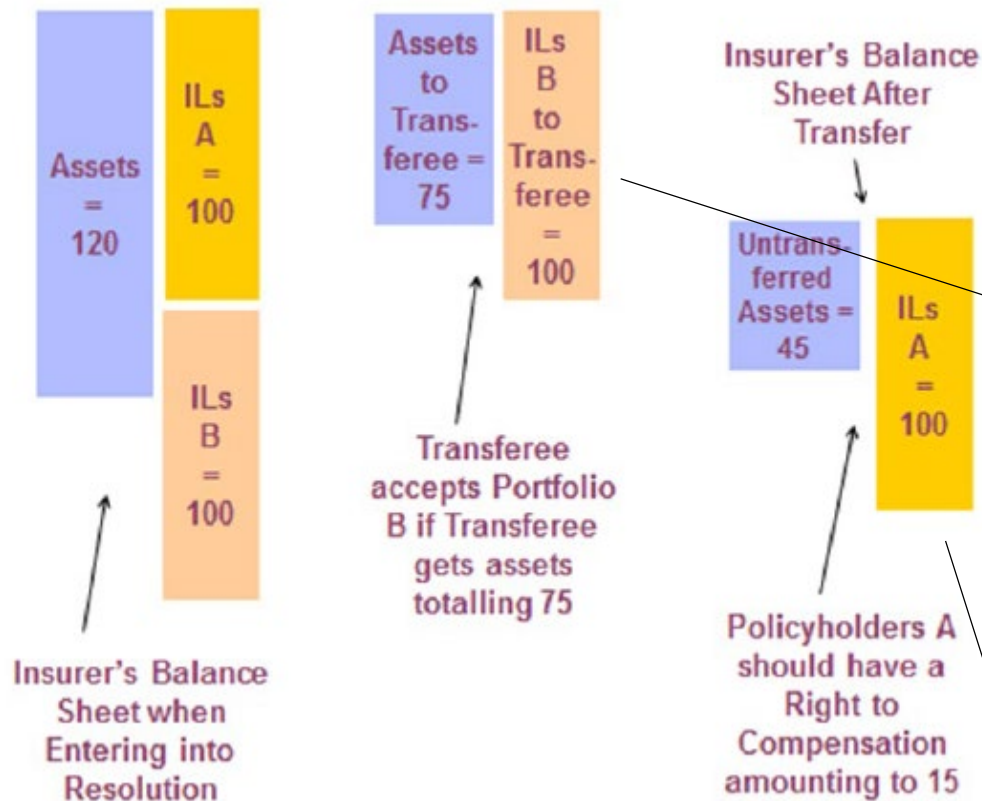 Assets
=
120
ILs
A
=
100
ILs
B
=
100
Insurer's Balance
Sheet when
Entering into
Resolution
Assets
to
Trans-
feree =
75
ILs
B
to
Trans-
feree
=
100
Transferee
accepts Portfolio
B if Transferee
gets assets
totalling 75
Insurer's Balance
Sheet After
Transfer
Untrans-
ferred
Assets =
45
ILs
A
=
100
Policyholders A
should have a
Right to
Compensation
amounting to 15